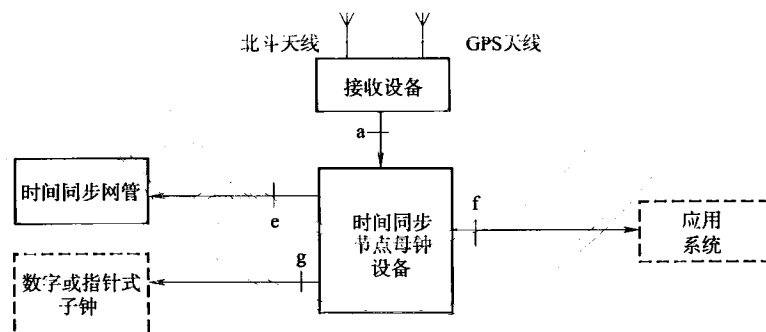 北斗天线
GPS天线
接收设备
a
时间同步网管
e
时间同步
节点母钟
设备
f
应用
系统
数字或指针式
子钟
g